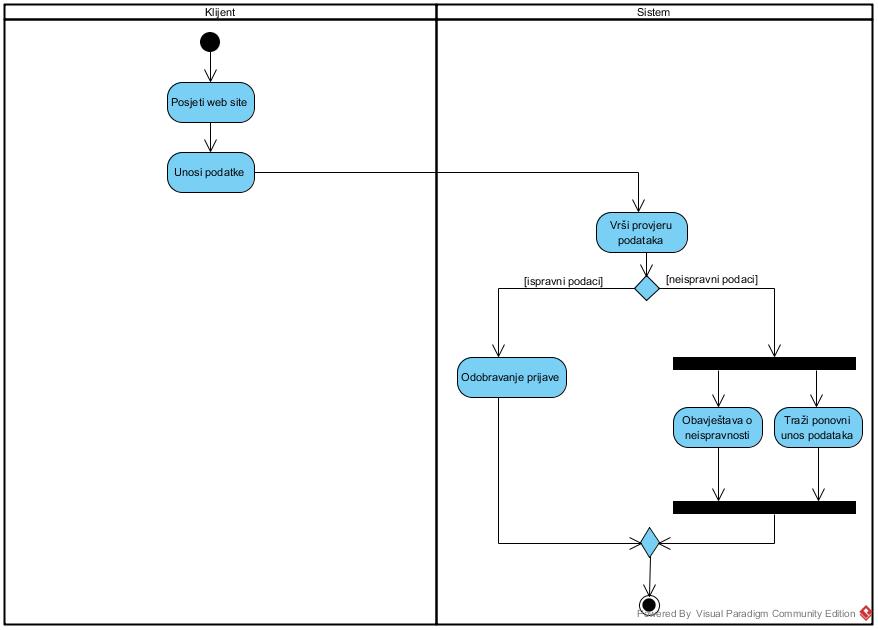 Klijent
Sistem
Posjeti web site
Unosi podatke
Vrši provjeru
podataka
[ispravni podaci]
[neispravni podaci]
Odobravanje prijave
Obavještava o
neispravnosti
Traži ponovni
unos podataka
Powered By Visual Paradigm Community Edition